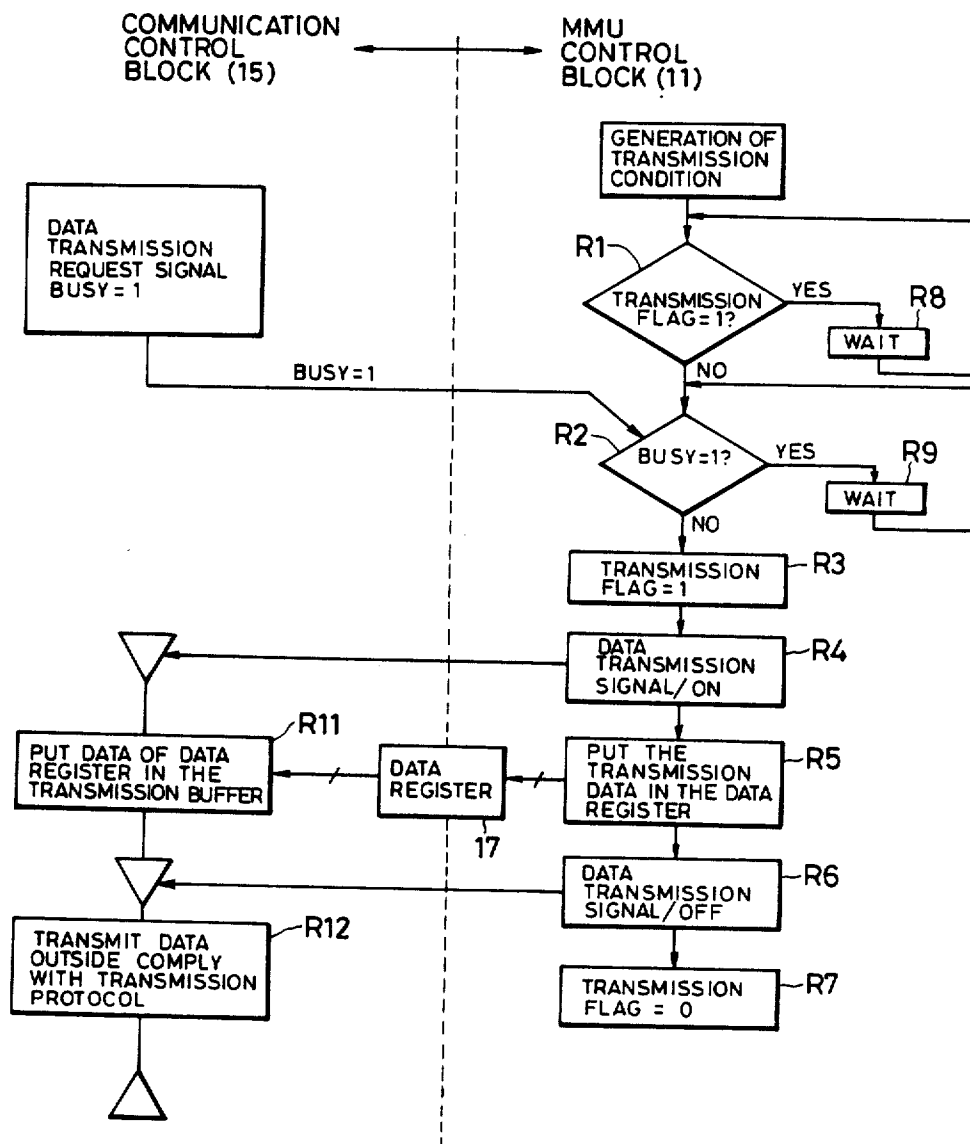 COMMUNICATION
CONTROL
BLOCK (15)
MMU
CONTROL
BLOCK (11)
GENERATION OF
TRANSMISSION
CONDITION
DATA
TRANSMISSION
REQUEST SIGNAL
BUSY = 1
R1
TRANSMISSION
FLAG=1?
YES
R8
WAIT
NO
BUSY=1
R2
BUSY=1?
YES
R9
WAIT
NO
TRANSMISSION
FLAG = 1
R3
DATA
TRANSMISSION
SIGNAL/ON
R4
R11
PUT DATA OF DATA
REGISTER IN THE
TRANSMISSION BUFFER
DATA
REGISTER
17
PUT THE
TRANSMISSION
DATA IN THE DATA
REGISTER
R5
DATA
TRANSMISSION
SIGNAL/OFF
R6
R12
TRANSMIT DATA
OUTSIDE COMPLY
WITH TRANSMISSION
PROTOCOL
TRANSMISSION
FLAG = 0
R7